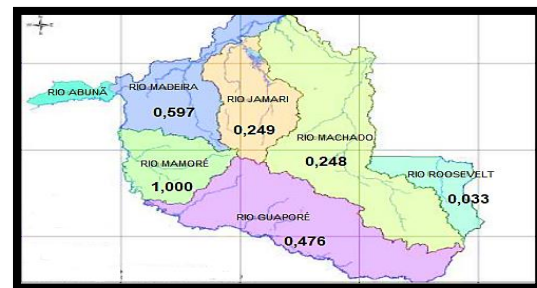 RIO ABUNÃ
RIO MADEIRA
0,597
RIO JAMARI
0,249
RIO MACHADO
0,248
RIO MAMORÉ
1,000
RIO ROOSEVELT
0,033
RIO GUAPORÉ
0,476